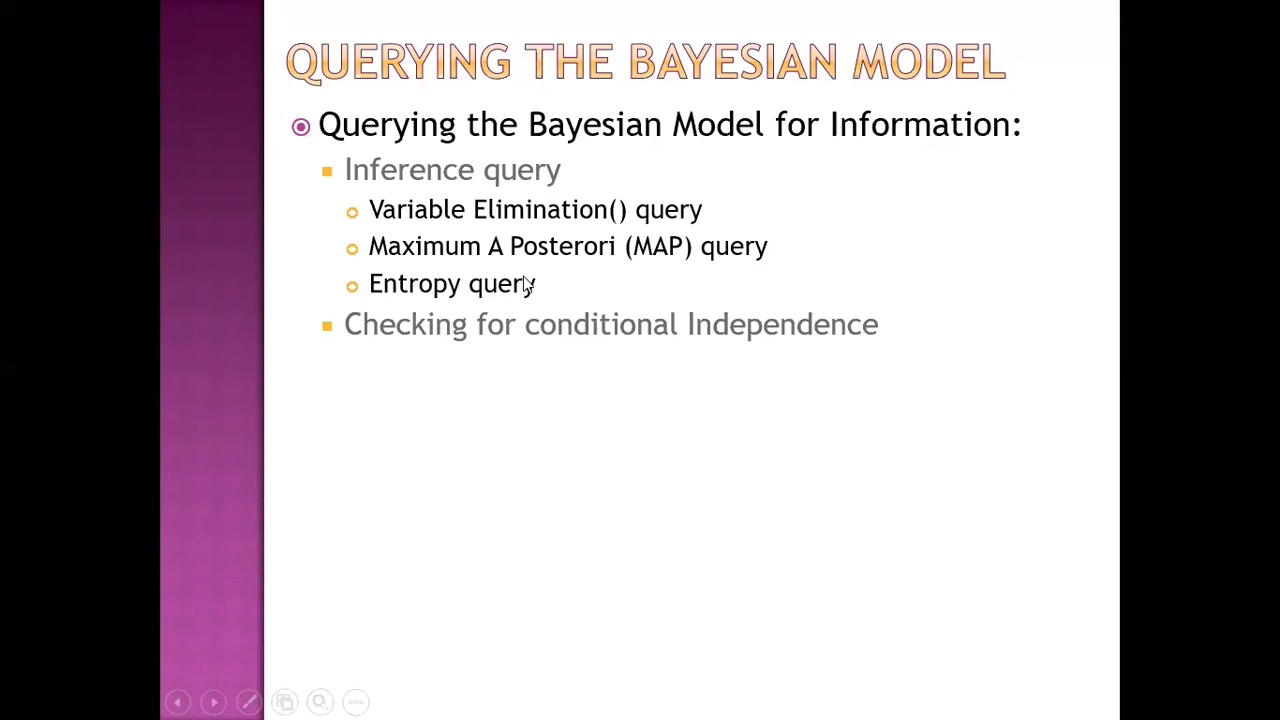 QUERYING THE BAYESIAN MODEL
Querying the Bayesian Model for Information:
Inference query
Variable Elimination() query
Maximum A Posterori (MAP) query
Entropy query
Checking for conditional Independence